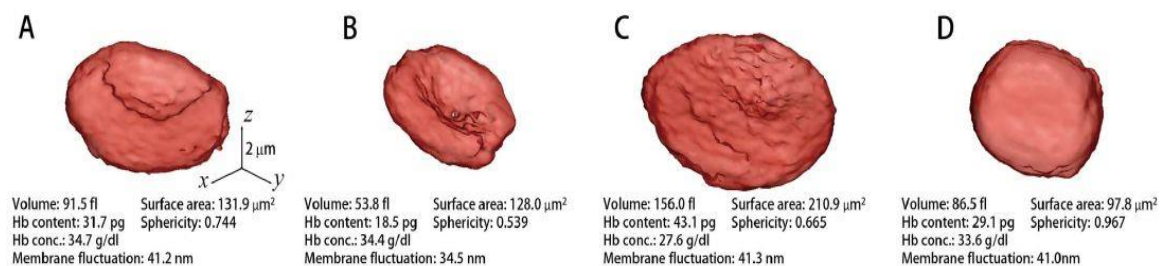 A
B
C
D
z
2 μm
x
y
Volume: 91.5 fl Surface area: 131.9 μm²
Hb content: 31.7 pg Sphericity: 0.744
Hb conc.: 34.7 g/dl
Membrane fluctuation: 41.2 nm
Volume: 53.8 fl Surface area: 128.0 μm²
Hb content: 18.5 pg Sphericity: 0.539
Hb conc.: 34.4 g/dl
Membrane fluctuation: 34.5 nm
Volume: 156.0 fl Surface area: 210.9 μm²
Hb content: 43.1 pg Sphericity: 0.665
Hb conc.: 27.6 g/dl
Membrane fluctuation: 41.3 nm
Volume: 86.5 fl Surface area: 97.8 μm²
Hb content: 29.1 pg Sphericity: 0.967
Hb conc.: 33.6 g/dl
Membrane fluctuation: 41.0nm